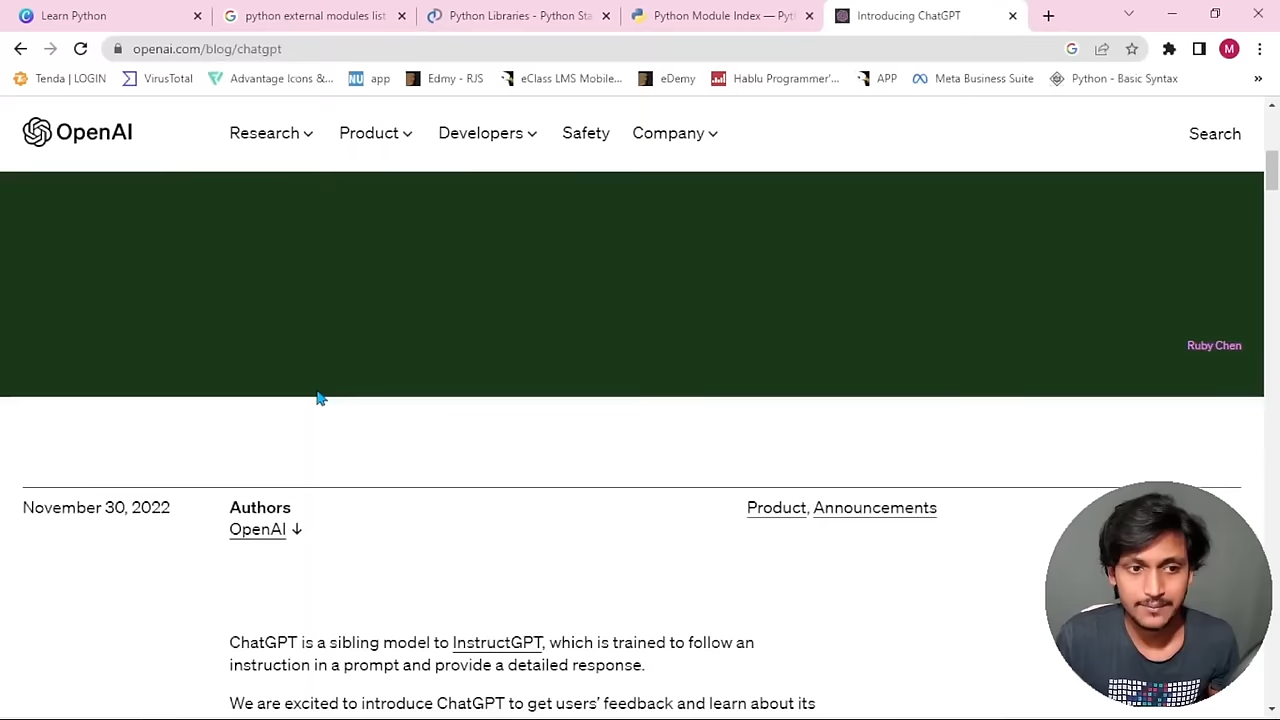 Learn Python
python external modules list
Python Libraries - Python Sta
Python Module Index — Pyt
Introducing ChatGPT
openai.com/blog/chatgpt
M
Tenda | LOGIN
VirusTotal
Advantage Icons &...
NU app
Edmy - RJS
eClass LMS Mobile...
eDemy
Hablu Programmer'...
APP
Meta Business Suite
Python - Basic Syntax
OpenAI
Research
Product
Developers
Safety
Company
Search
Ruby Chen
November 30, 2022
Authors
OpenAI ↓
Product, Announcements
ChatGPT is a sibling model to InstructGPT, which is trained to follow an
instruction in a prompt and provide a detailed response.
We are excited to introduce ChatGPT to get users’ feedback and learn about its